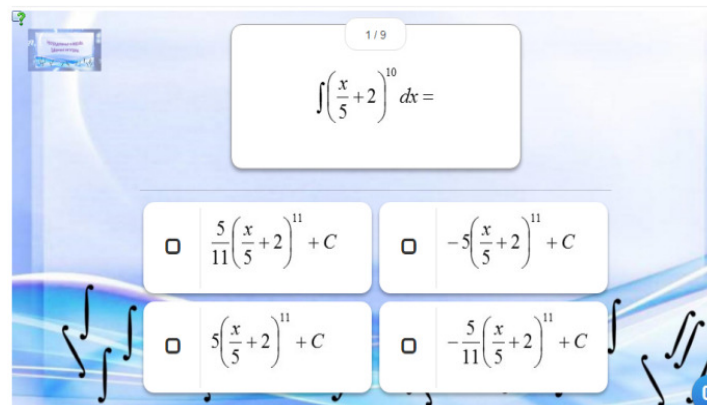 1 / 9
∫(x/5 + 2)^10 dx =
5/11 (x/5 + 2)^11 + C
−5(x/5 + 2)^11 + C
5(x/5 + 2)^11 + C
−5/11 (x/5 + 2)^11 + C